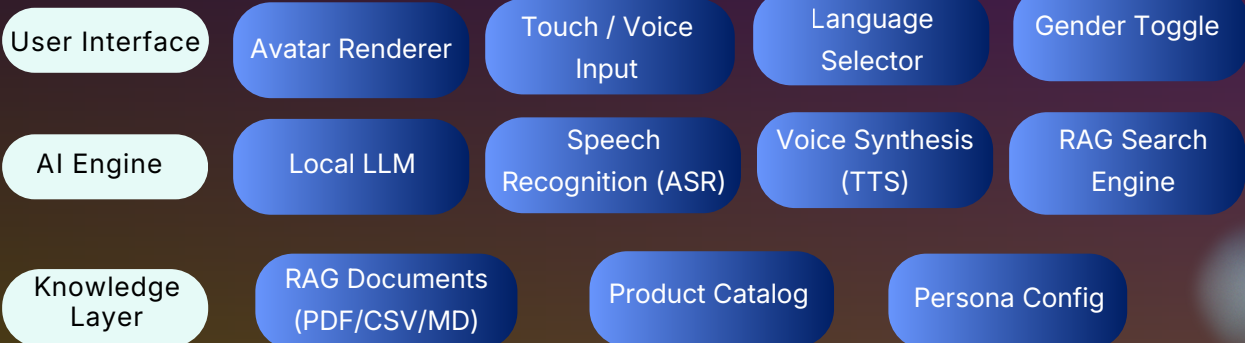 User Interface
Avatar Renderer
Touch / Voice
Input
Language
Selector
Gender Toggle
AI Engine
Local LLM
Speech
Recognition (ASR)
Voice Synthesis
(TTS)
RAG Search
Engine
Knowledge
Layer
RAG Documents
(PDF/CSV/MD)
Product Catalog
Persona Config